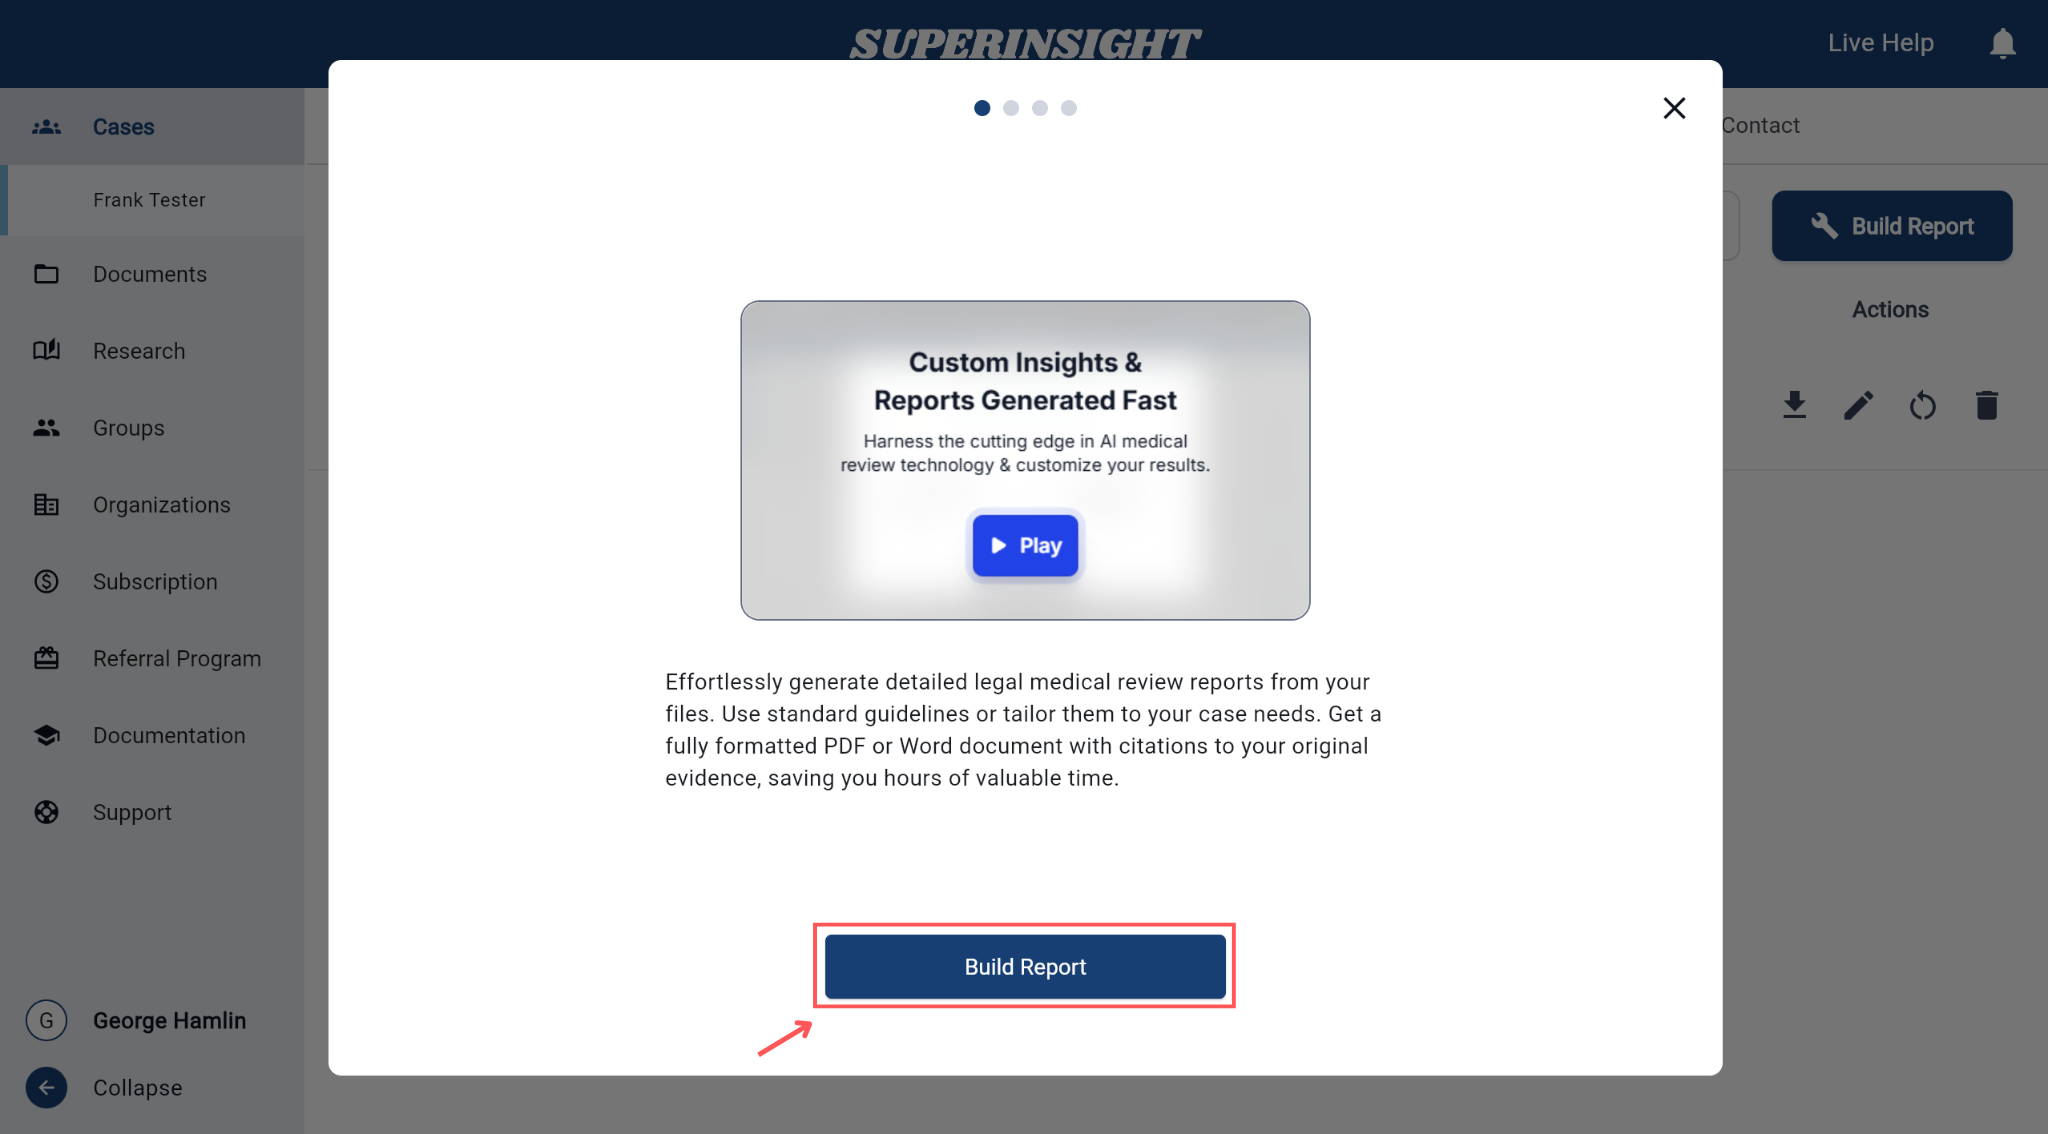 SUPERINSIGHT
Live Help
Cases
Contact
Frank Tester
Build Report
Documents
Actions
Research
Custom Insights &
Reports Generated Fast
Groups
Harness the cutting edge in AI medical
review technology & customize your results.
Organizations
Play
Subscription
Referral Program
Effortlessly generate detailed legal medical review reports from your
files. Use standard guidelines or tailor them to your case needs. Get a
fully formatted PDF or Word document with citations to your original
evidence, saving you hours of valuable time.
Documentation
Support
Build Report
G George Hamlin
Collapse